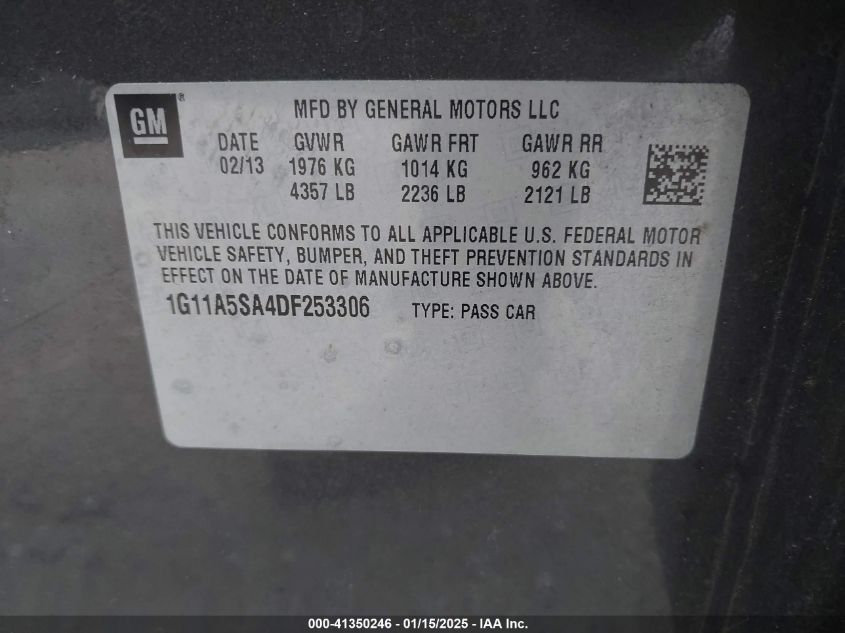 GM®
MFD BY GENERAL MOTORS LLC
DATE GVWR GAWR FRT GAWR RR
02/13 1976 KG 1014 KG 962 KG
4357 LB 2236 LB 2121 LB
THIS VEHICLE CONFORMS TO ALL APPLICABLE U.S. FEDERAL MOTOR
VEHICLE SAFETY, BUMPER, AND THEFT PREVENTION STANDARDS IN
EFFECT ON THE DATE OF MANUFACTURE SHOWN ABOVE.
1G11A5SA4DF253306 TYPE: PASS CAR
000-41350246 - 01/15/2025 - IAA Inc.